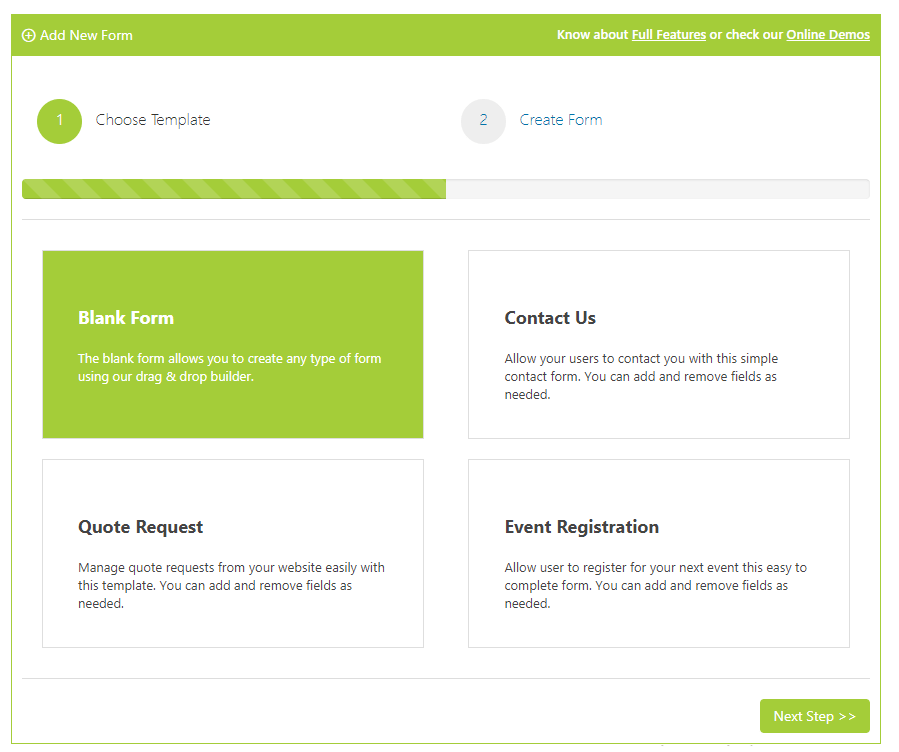 Add New Form
Know about Full Features or check our Online Demos
1
Choose Template
2
Create Form
Blank Form
The blank form allows you to create any type of form
using our drag & drop builder.
Contact Us
Allow your users to contact you with this simple
contact form. You can add and remove fields as
needed.
Quote Request
Manage quote requests from your website easily with
this template. You can add and remove fields as
needed.
Event Registration
Allow user to register for your next event this easy to
complete form. You can add and remove fields as
needed.
Next Step >>